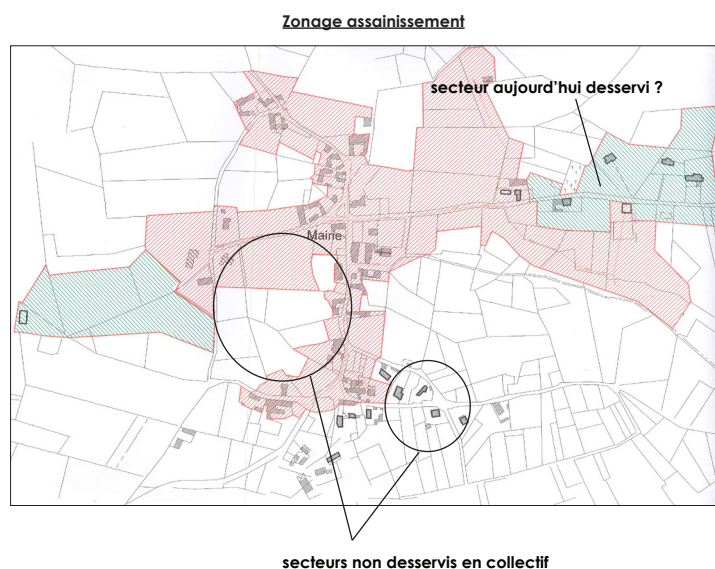 Zonage assainissement
secteur aujourd'hui desservi ?
Mairie
secteurs non desservis en collectif